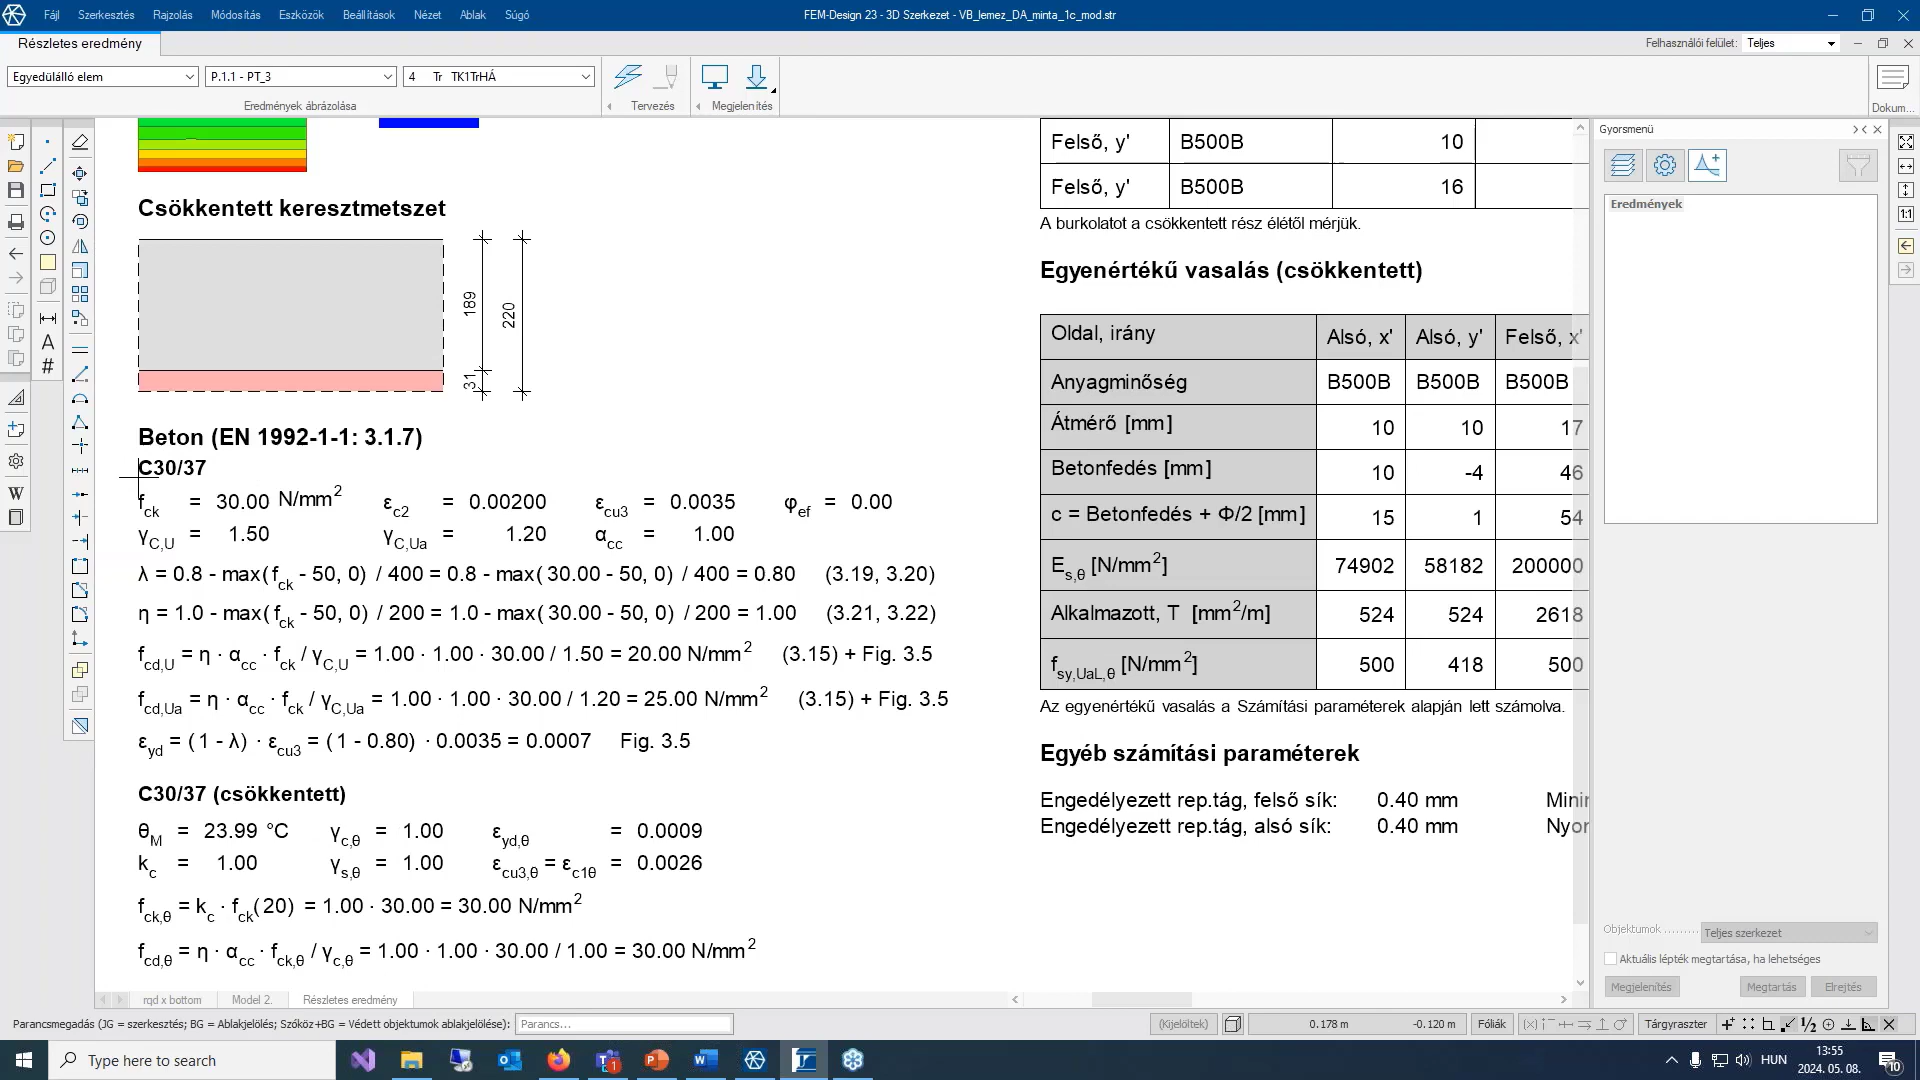 Fájl Szerkesztés Rajzolás Módosítás Eszközök Beállítások Nézet Ablak Súgó
FEM-Design 23 - 3D Szerkezet - VB_lemez_DA_minta_1c_mod.str
Részletes eredmény
Felhasználói felület: Teljes
Egyedülálló elem
P.1.1 - PT_3
4 Tr TK1TrHÁ
Eredmények ábrázolása
Tervezés
Megjelenítés
Dokum...
Csökkentett keresztmetszet
189
220
31
Beton (EN 1992-1-1: 3.1.7)
C30/37
fck = 30.00 N/mm2 εc2 = 0.00200 εcu3 = 0.0035 φef = 0.00
γC,U = 1.50 γC,Ua = 1.20 αcc = 1.00
λ = 0.8 - max( fck - 50, 0) / 400 = 0.8 - max( 30.00 - 50, 0) / 400 = 0.80 (3.19, 3.20)
η = 1.0 - max( fck - 50, 0) / 200 = 1.0 - max( 30.00 - 50, 0) / 200 = 1.00 (3.21, 3.22)
fcd,U = η · αcc · fck / γC,U = 1.00 · 1.00 · 30.00 / 1.50 = 20.00 N/mm2 (3.15) + Fig. 3.5
fcd,Ua = η · αcc · fck / γC,Ua = 1.00 · 1.00 · 30.00 / 1.20 = 25.00 N/mm2 (3.15) + Fig. 3.5
εyd = ( 1 - λ) · εcu3 = ( 1 - 0.80) · 0.0035 = 0.0007 Fig. 3.5
C30/37 (csökkentett)
θM = 23.99 °C γc,θ = 1.00 εyd,θ = 0.0009
kc = 1.00 γs,θ = 1.00 εcu3,θ = εc1θ = 0.0026
fck,θ = kc · fck( 20) = 1.00 · 30.00 = 30.00 N/mm2
fcd,θ = η · αcc · fck,θ / γc,θ = 1.00 · 1.00 · 30.00 / 1.00 = 30.00 N/mm2
Felső, y' B500B 10
Felső, y' B500B 16
A burkolatot a csökkentett rész élétől mérjük.
Egyenértékű vasalás (csökkentett)
Oldal, irány Alsó, x' Alsó, y' Felső, x'
Anyagminőség B500B B500B B500B
Átmérő [mm] 10 10 17
Betonfedés [mm] 10 -4 46
c = Betonfedés + Φ/2 [mm] 15 1 54
Es,θ [N/mm2] 74902 58182 200000
Alkalmazott, T [mm2/m] 524 524 2618
fsy,UaL,θ [N/mm2] 500 418 500
Az egyenértékű vasalás a Számítási paraméterek alapján lett számolva.
Egyéb számítási paraméterek
Engedélyezett rep.tág, felső sík: 0.40 mm Minir
Engedélyezett rep.tág, alsó sík: 0.40 mm Nyor
Gyorsmenü
Eredmények
Objektumok ......... Teljes szerkezet
Aktuális lépték megtartása, ha lehetséges
Megjelenítés Megtartás Elrejtés
1:1
A
#
W
rqd x bottom Model 2. Részletes eredmény
Parancsmegadás (JG = szerkesztés; BG = Ablakjelölés; Szóköz+BG = Védett objektumok ablakjelölése): Parancs...
(Kijelöltek) 0.178 m -0.120 m Fóliák Tárgyraszter 1/2
Type here to search
1
HUN
13:55
2024. 05. 08.
10